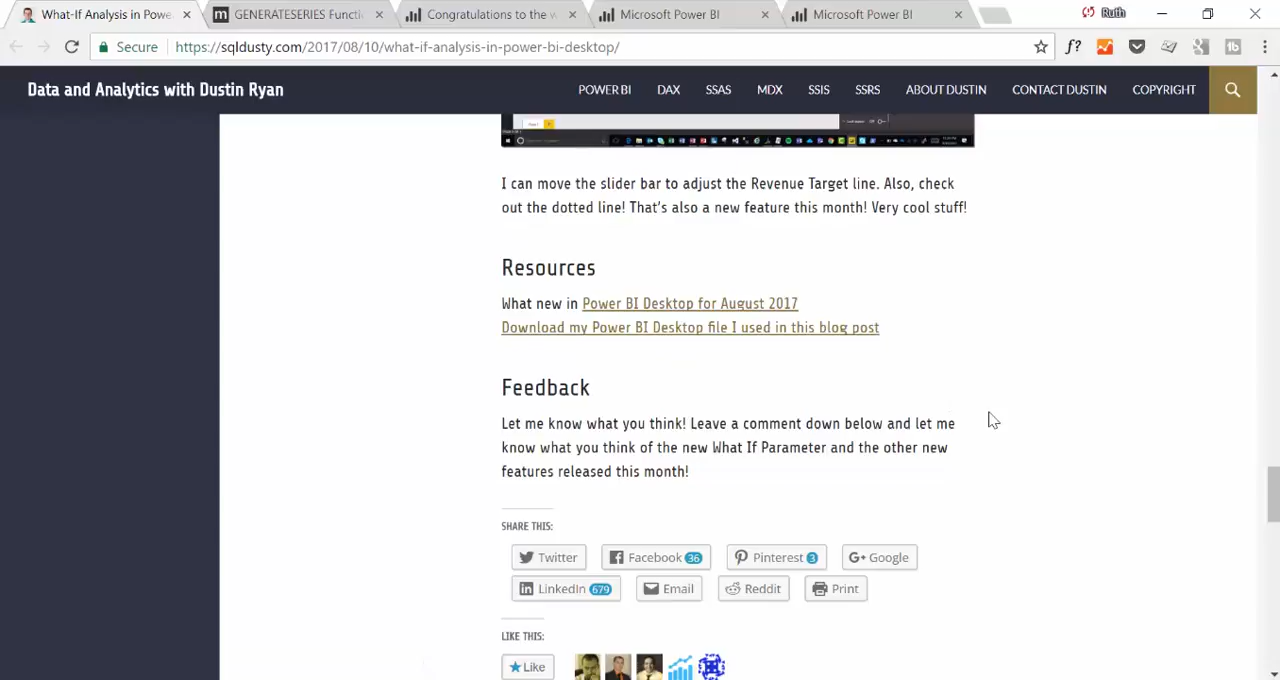 What-If Analysis in Powe
GENERATESERIES Functi
Congratulations to the w
Microsoft Power BI
Microsoft Power BI
Ruth
Secure
https://sqldusty.com/2017/08/10/what-if-analysis-in-power-bi-desktop/
Data and Analytics with Dustin Ryan
POWER BI
DAX
SSAS
MDX
SSIS
SSRS
ABOUT DUSTIN
CONTACT DUSTIN
COPYRIGHT
I can move the slider bar to adjust the Revenue Target line. Also, check
out the dotted line! That's also a new feature this month! Very cool stuff!
Resources
What new in Power BI Desktop for August 2017
Download my Power BI Desktop file I used in this blog post
Feedback
Let me know what you think! Leave a comment down below and let me
know what you think of the new What If Parameter and the other new
features released this month!
SHARE THIS:
Twitter
Facebook 36
Pinterest 3
G+ Google
LinkedIn 679
Email
Reddit
Print
LIKE THIS:
Like